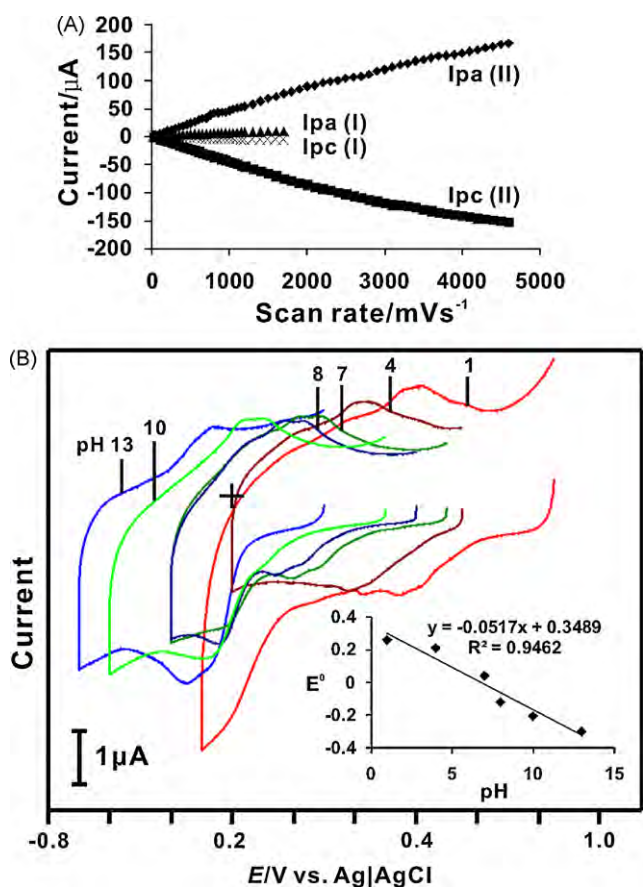 (A)
200
150
100
50
0
-50
-100
-150
-200
Current/µA
Ipa (II)
Ipa (I)
Ipc (I)
Ipc (II)
0 1000 2000 3000 4000 5000
Scan rate/mVs⁻¹
(B)
8 7 4 1
pH 13 10
Current
1µA
y = -0.0517x + 0.3489
R² = 0.9462
0.4
0.2
0
-0.2
-0.4
E⁰
0 5 10 15
pH
-0.8 0.2 0.4 1.0
E/V vs. Ag|AgCl